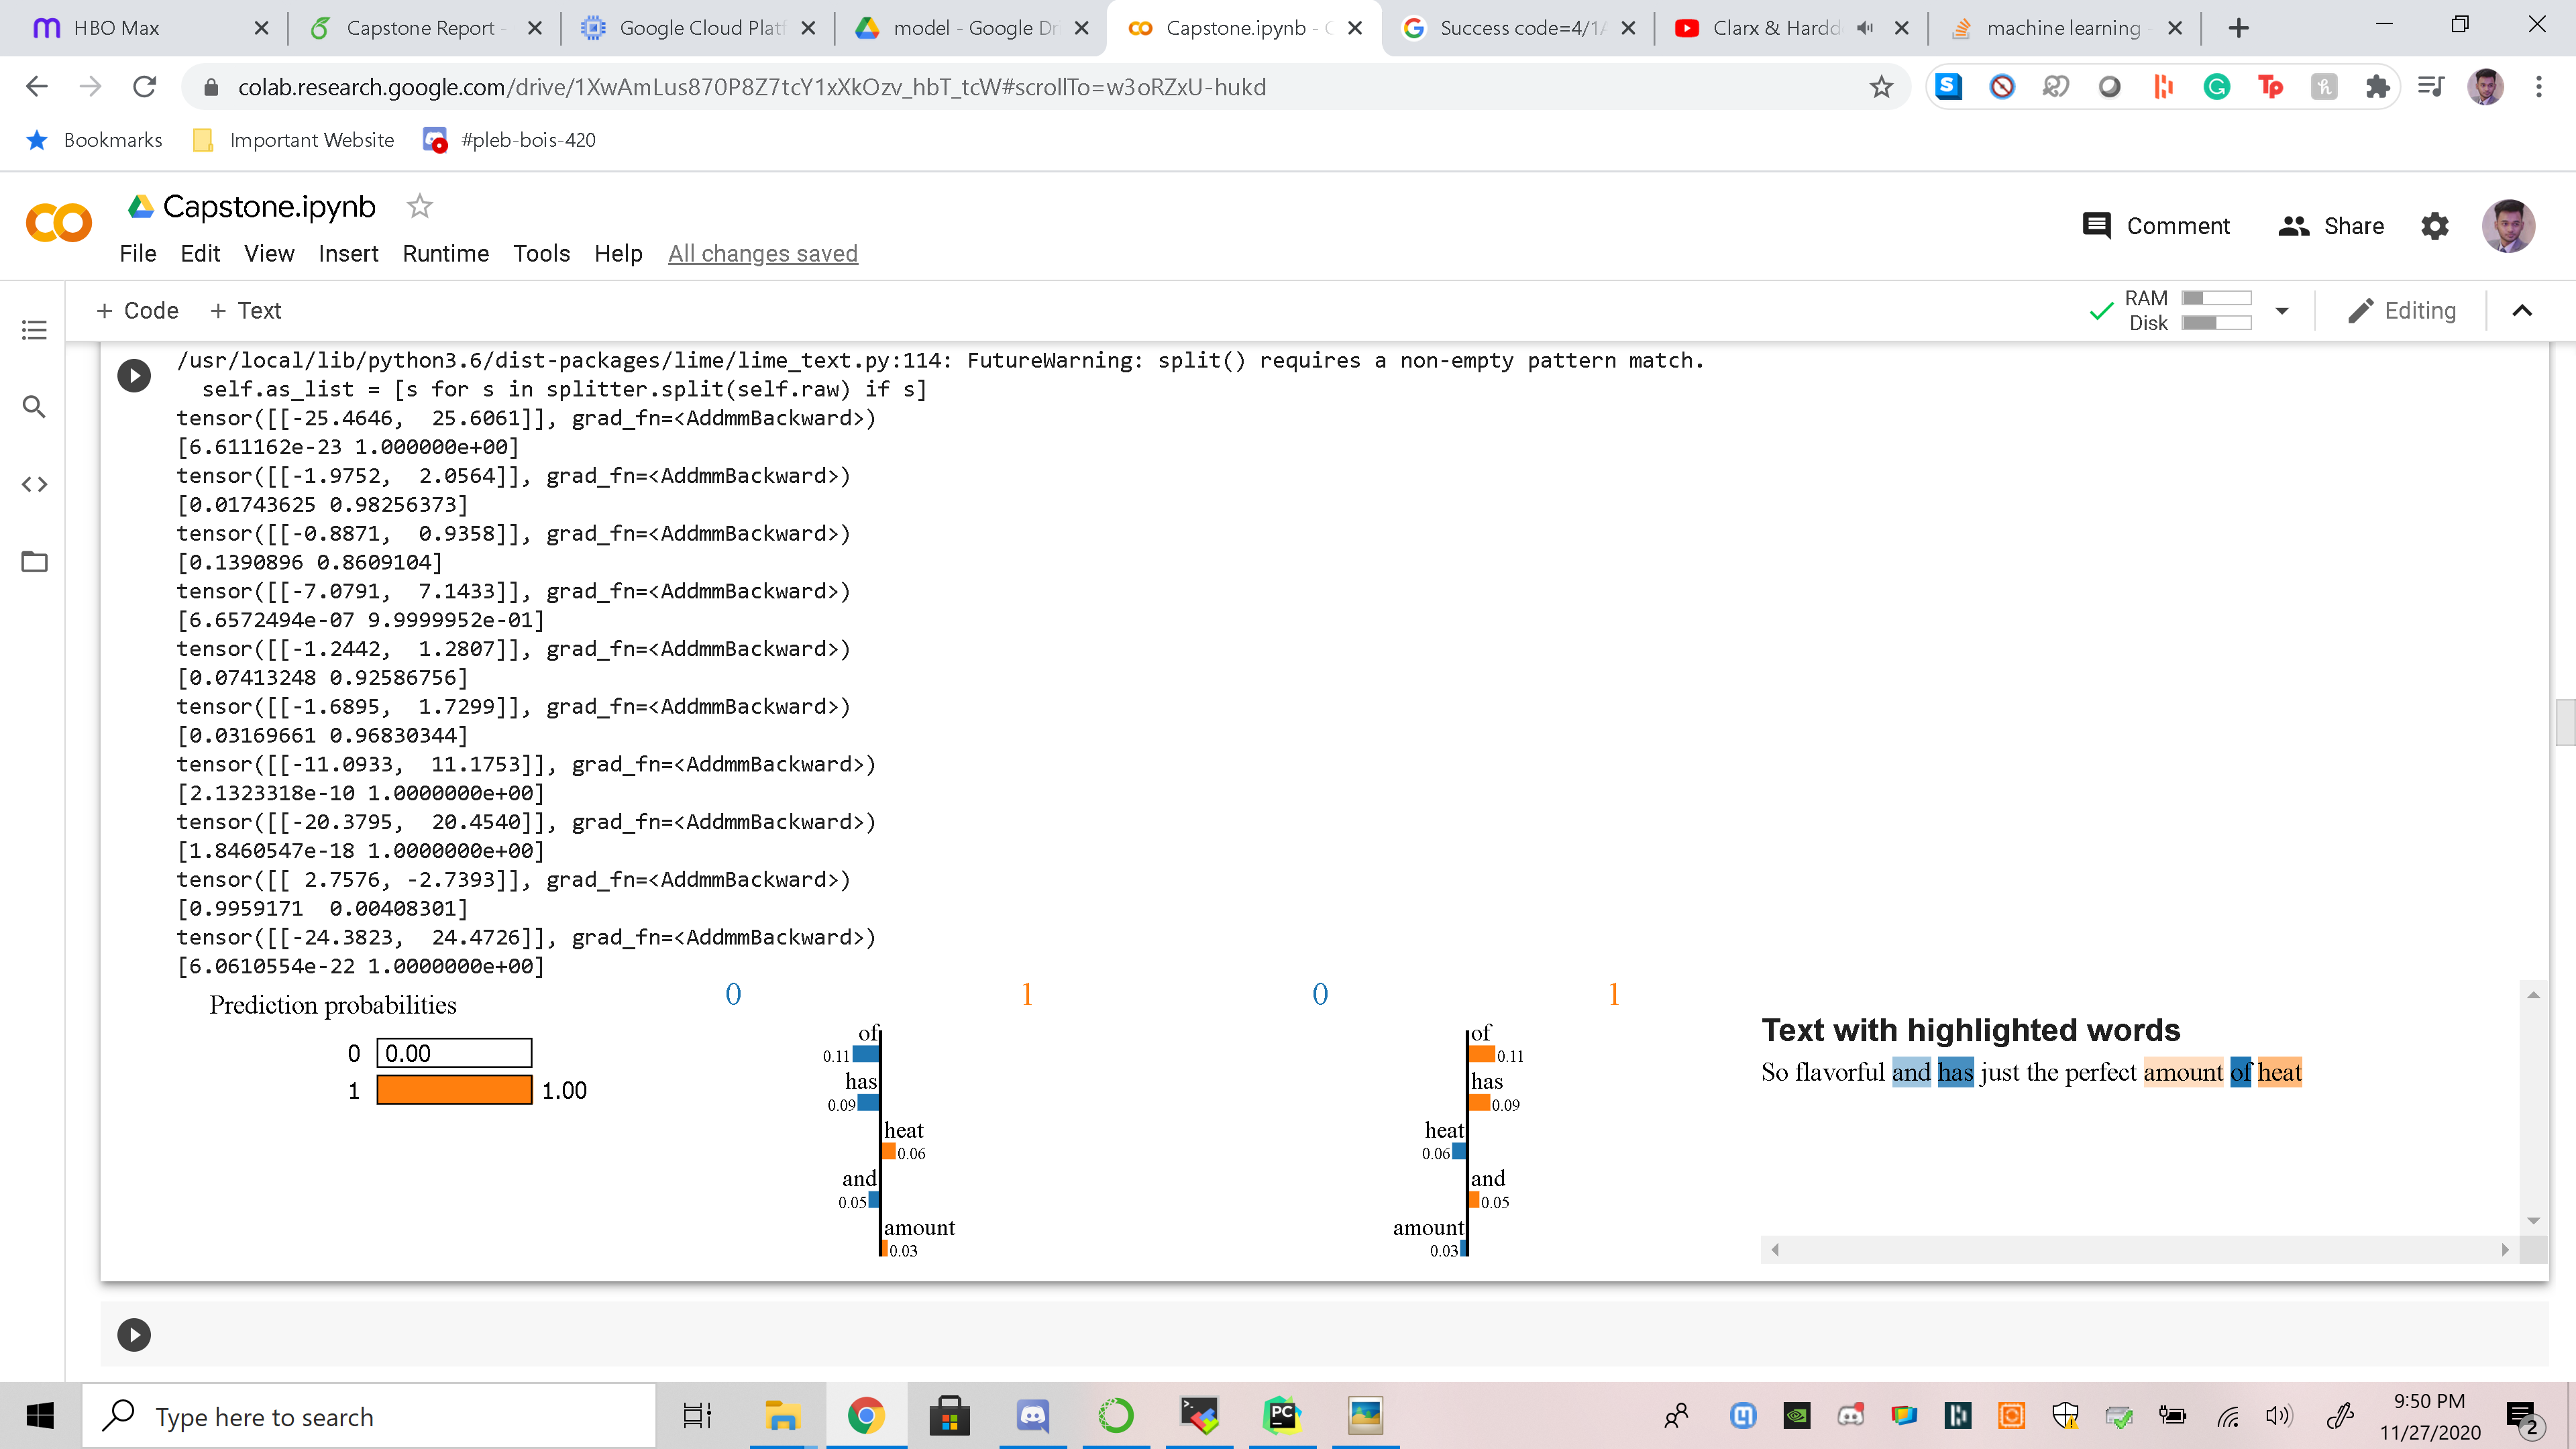 HBO Max
Capstone Report -
Google Cloud Platf
model - Google Dr
Capstone.ipynb - C
Success code=4/1/
Clarx & Hardd
machine learning -
colab.research.google.com/drive/1XwAmLus870P8Z7tcY1xXkOzv_hbT_tcW#scrollTo=w3oRZxU-hukd
Bookmarks
Important Website
#pleb-bois-420
Capstone.ipynb
File Edit View Insert Runtime Tools Help All changes saved
Comment
Share
+ Code + Text
RAM
Disk
Editing
/usr/local/lib/python3.6/dist-packages/lime/lime_text.py:114: FutureWarning: split() requires a non-empty pattern match.
self.as_list = [s for s in splitter.split(self.raw) if s]
tensor([[-25.4646, 25.6061]], grad_fn=<AddmmBackward>)
[6.611162e-23 1.000000e+00]
tensor([[-1.9752, 2.0564]], grad_fn=<AddmmBackward>)
[0.01743625 0.98256373]
tensor([[-0.8871, 0.9358]], grad_fn=<AddmmBackward>)
[0.1390896 0.8609104]
tensor([[-7.0791, 7.1433]], grad_fn=<AddmmBackward>)
[6.6572494e-07 9.9999952e-01]
tensor([[-1.2442, 1.2807]], grad_fn=<AddmmBackward>)
[0.07413248 0.92586756]
tensor([[-1.6895, 1.7299]], grad_fn=<AddmmBackward>)
[0.03169661 0.96830344]
tensor([[-11.0933, 11.1753]], grad_fn=<AddmmBackward>)
[2.1323318e-10 1.0000000e+00]
tensor([[-20.3795, 20.4540]], grad_fn=<AddmmBackward>)
[1.8460547e-18 1.0000000e+00]
tensor([[ 2.7576, -2.7393]], grad_fn=<AddmmBackward>)
[0.9959171 0.00408301]
tensor([[-24.3823, 24.4726]], grad_fn=<AddmmBackward>)
[6.0610554e-22 1.0000000e+00]
Prediction probabilities
0 0.00
1 1.00
0 1
of
0.11
has
0.09
heat
0.06
and
0.05
amount
0.03
0 1
of
0.11
has
0.09
heat
0.06
and
0.05
amount
0.03
Text with highlighted words
So flavorful and has just the perfect amount of heat
Type here to search
9:50 PM
11/27/2020
2